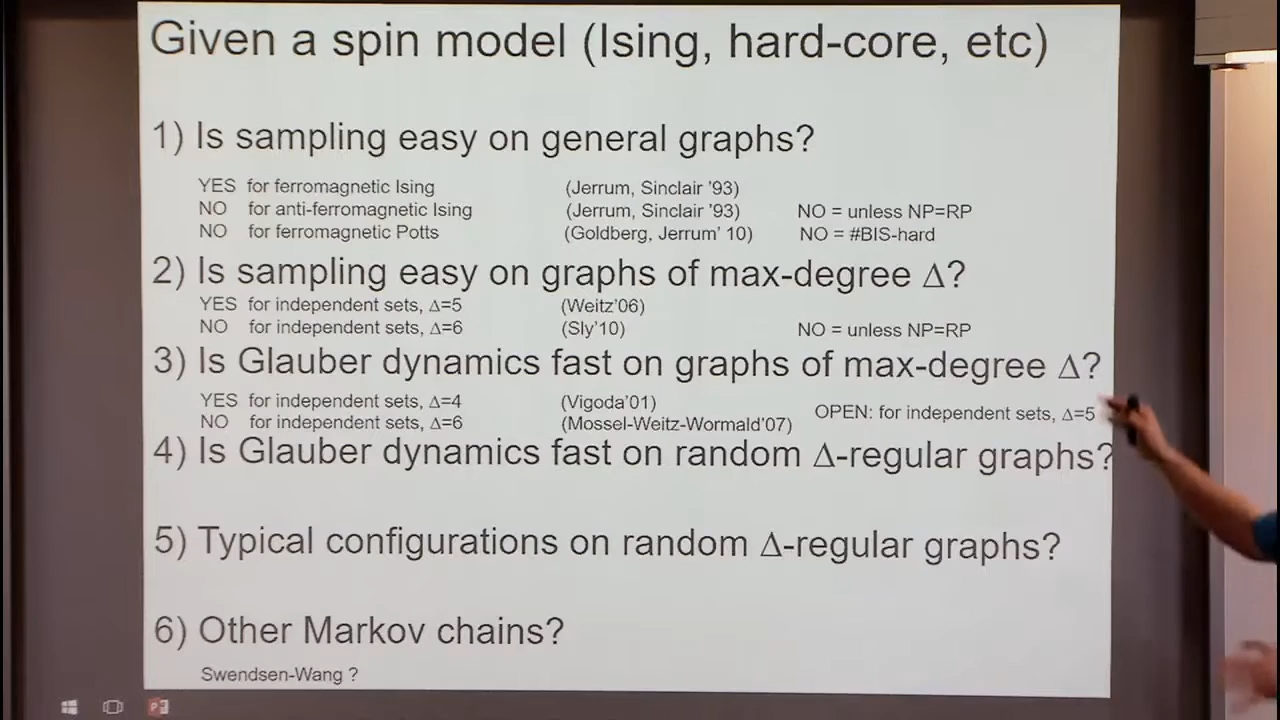 Given a spin model (Ising, hard-core, etc)
1) Is sampling easy on general graphs?
YES for ferromagnetic Ising (Jerrum, Sinclair '93)
NO for anti-ferromagnetic Ising (Jerrum, Sinclair '93) NO = unless NP=RP
NO for ferromagnetic Potts (Goldberg, Jerrum' 10) NO = #BIS-hard
2) Is sampling easy on graphs of max-degree Δ?
YES for independent sets, Δ=5 (Weitz'06)
NO for independent sets, Δ=6 (Sly'10) NO = unless NP=RP
3) Is Glauber dynamics fast on graphs of max-degree Δ?
YES for independent sets, Δ=4 (Vigoda'01)
NO for independent sets, Δ=6 (Mossel-Weitz-Wormald'07) OPEN: for independent sets, Δ=5
4) Is Glauber dynamics fast on random Δ-regular graphs?
5) Typical configurations on random Δ-regular graphs?
6) Other Markov chains?
Swendsen-Wang ?